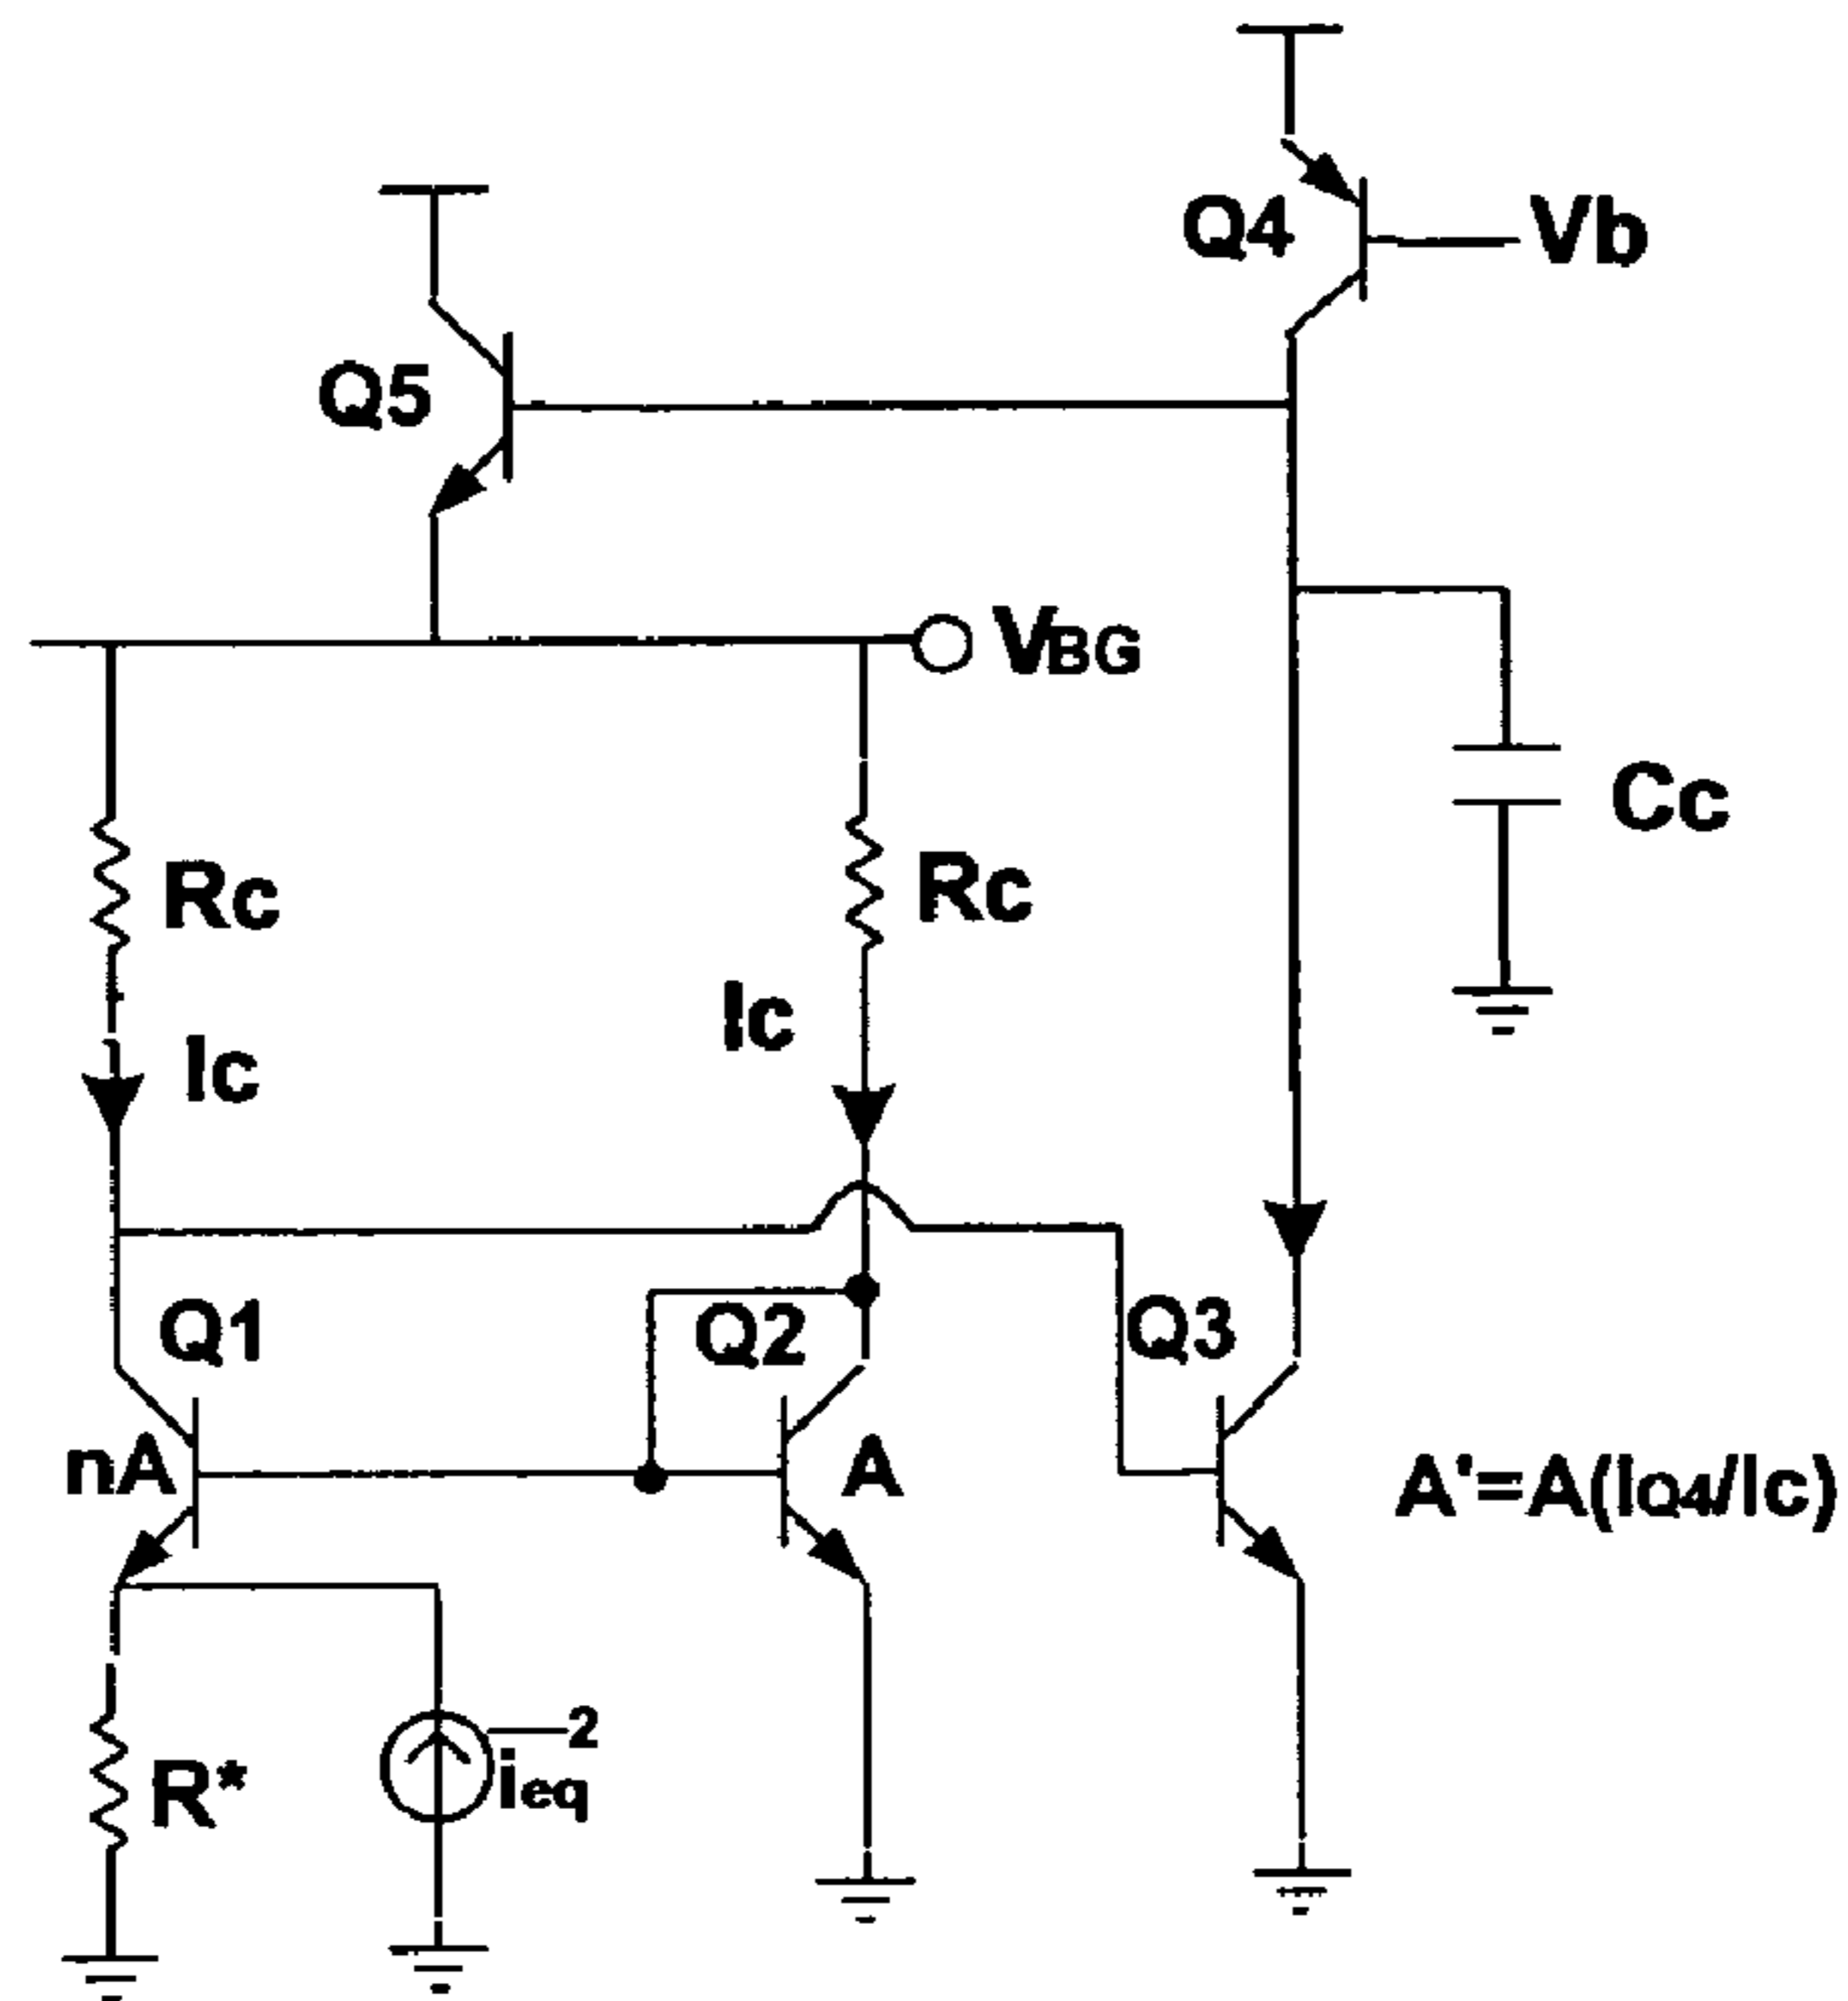 Q4
Vb
Q5
VBG
Cc
Rc
Rc
Ic
Ic
Q1
Q2
Q3
nA
A
A'=A(IQ4/Ic)
R*
ieq 2